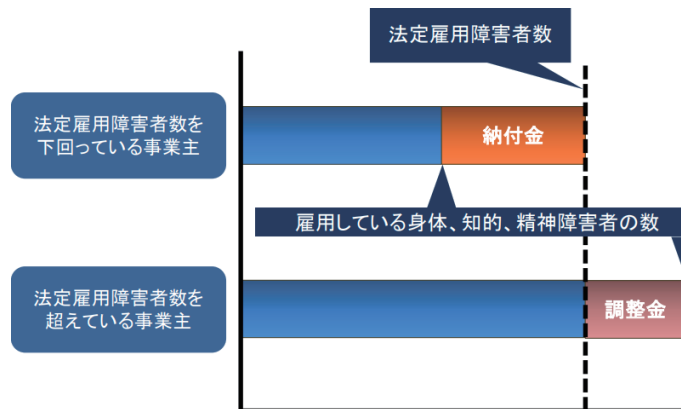 法定雇用障害者数
法定雇用障害者数を
下回っている事業主
納付金
雇用している身体、知的、精神障害者の数
法定雇用障害者数を
超えている事業主
調整金